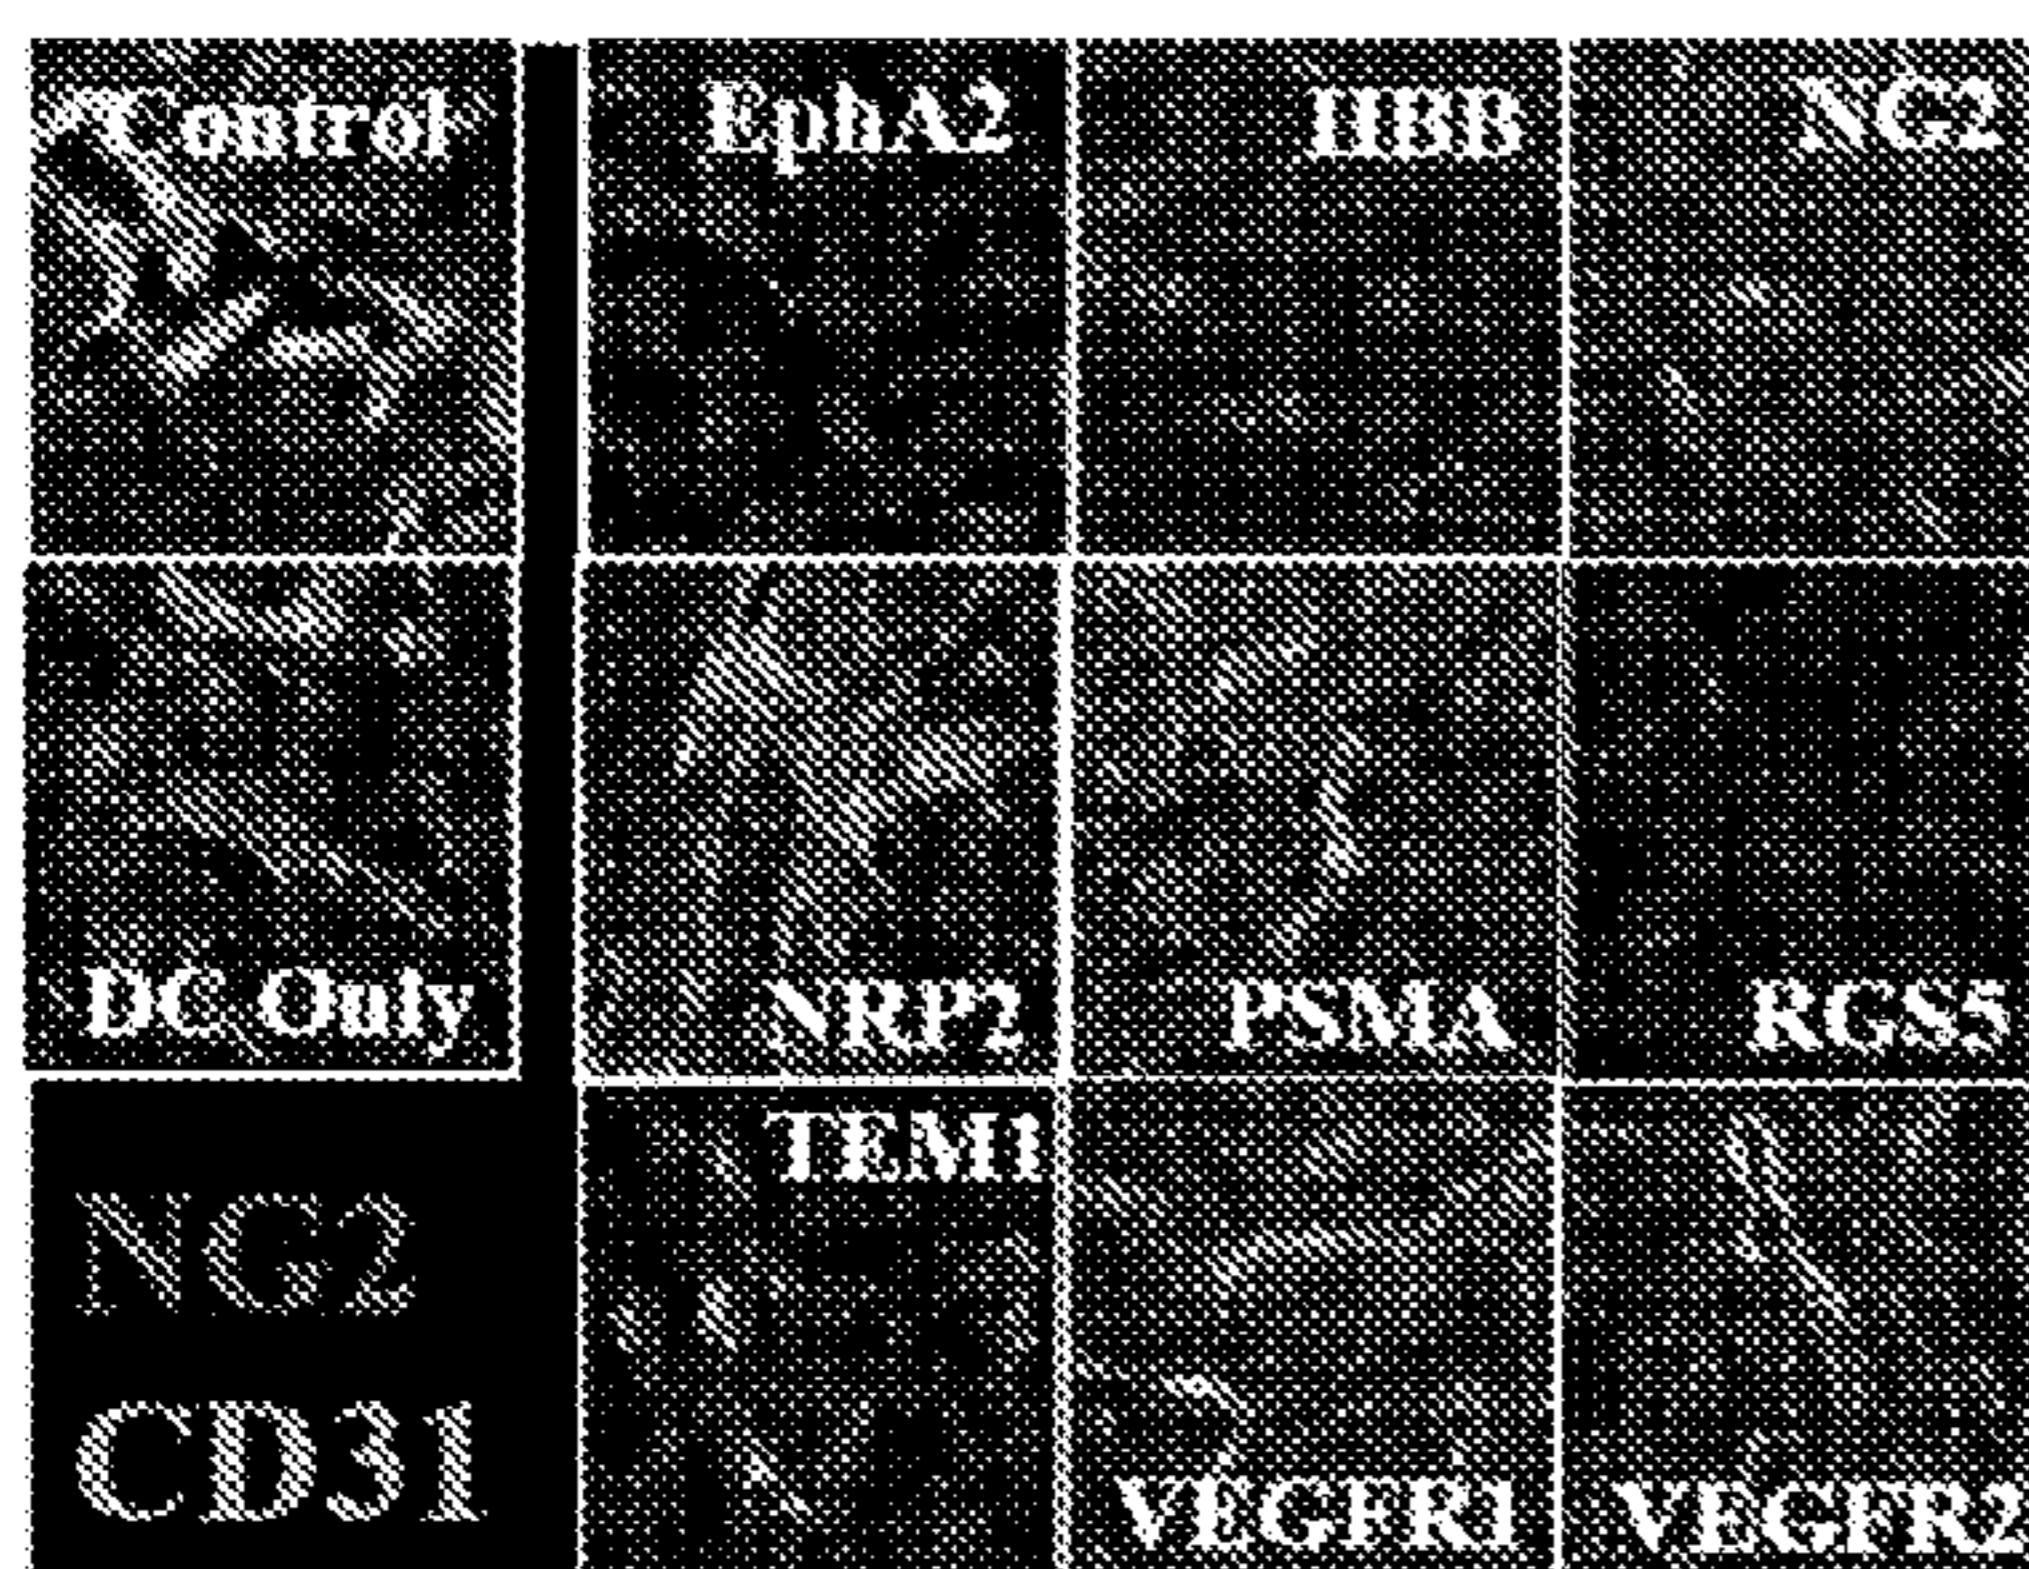 Control
EphA2
HBB
NG2
DC Only
NRP2
PSMA
RGS5
NG2
CD31
TEM1
VEGFR1
VEGFR2